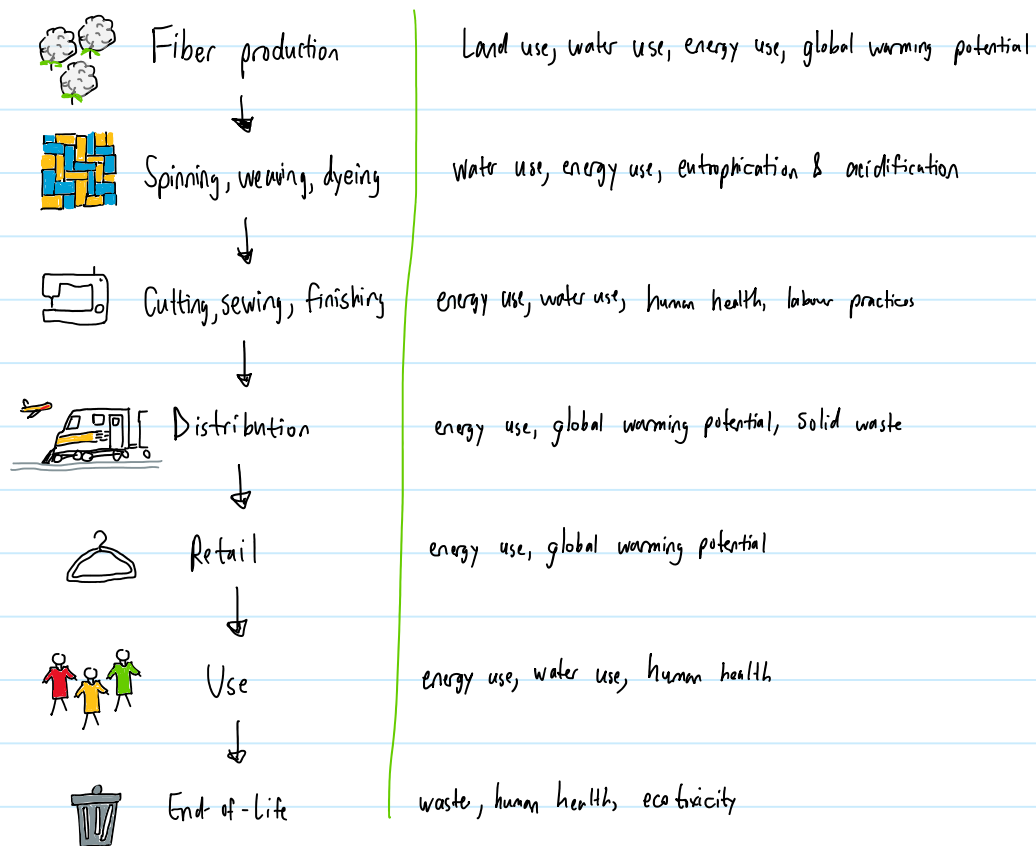 Fiber production Land use, water use, energy use, global warming potential
Spinning, weaving, dyeing water use, energy use, eutrophication & acidification
Cutting, sewing, finishing energy use, water use, human health, labour practices
Distribution energy use, global warming potential, solid waste
Retail energy use, global warming potential
Use energy use, water use, human health
End-of-Life waste, human health, ecotoxicity